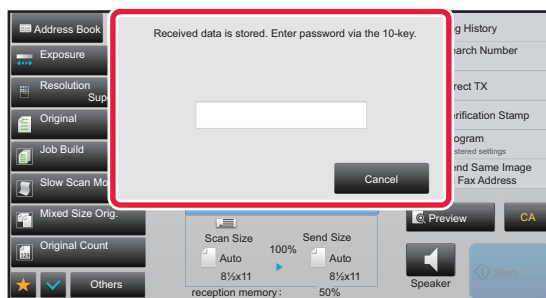 Address Book
Exposure
Resolution
Sup
Original
Job Build
Slow Scan Mo
Mixed Size Orig.
Original Count
Others
Received data is stored. Enter password via the 10-key.
Cancel
Scan Size
Send Size
100%
Auto
Auto
8½x11
8½x11
reception memory:
50%
g History
arch Number
rect TX
rification Stamp
ogram
stered settings
end Same Image
Fax Address
Preview
CA
Speaker
Start